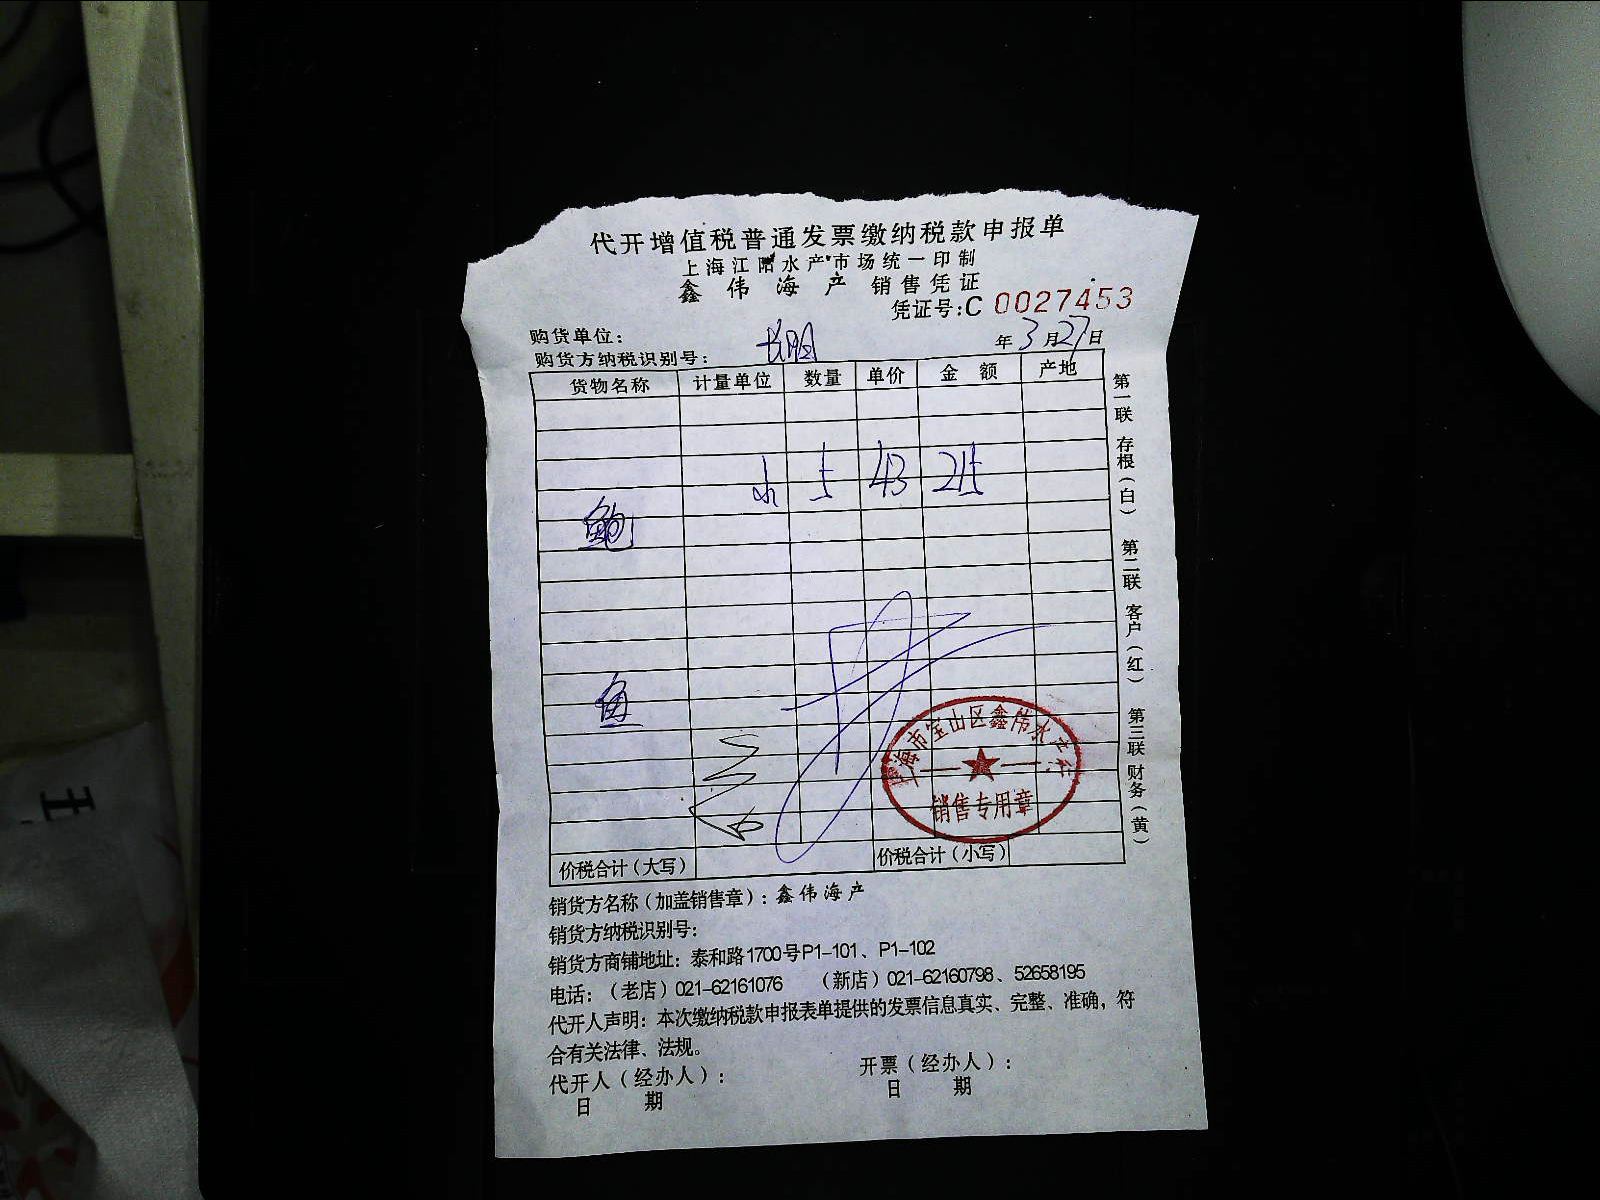 代开增值税普通发票缴纳税款申报单
上海江阳水产市场统一印制
鑫伟海产 销售凭证
凭证号:C 0027453
购货单位:
购货方纳税识别号:
年 3 月 27 日
货物名称 计量单位 数量 单价 金额 产地
小 5 43 215
鲍
鱼
价税合计(大写) 价税合计(小写)
上海市宝山区鑫伟水产行
销售专用章
第一联 存根(白) 第二联 客户(红) 第三联 财务(黄)
销货方名称(加盖销售章):鑫伟海产
销货方纳税识别号:
销货方商铺地址:泰和路1700号P1-101、P1-102
电话:(老店)021-62161076 (新店)021-62160798、52658195
代开人声明:本次缴纳税款申报表单提供的发票信息真实、完整、准确,符
合有关法律、法规。
代开人(经办人): 开票(经办人):
日 期 日 期